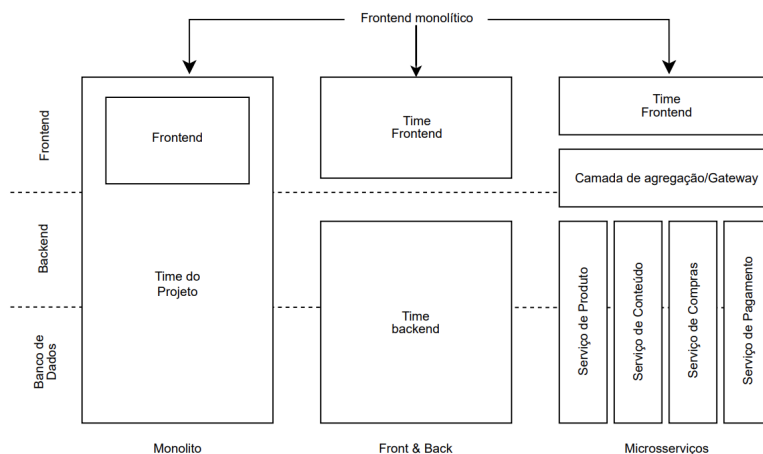 Frontend monolítico
Frontend
Backend
Banco de
Dados
Frontend
Time do
Projeto
Monolito
Time
Frontend
Time
backend
Front & Back
Time
Frontend
Camada de agregação/Gateway
Serviço de Produto
Serviço de Conteúdo
Serviço de Compras
Serviço de Pagamento
Microsserviços